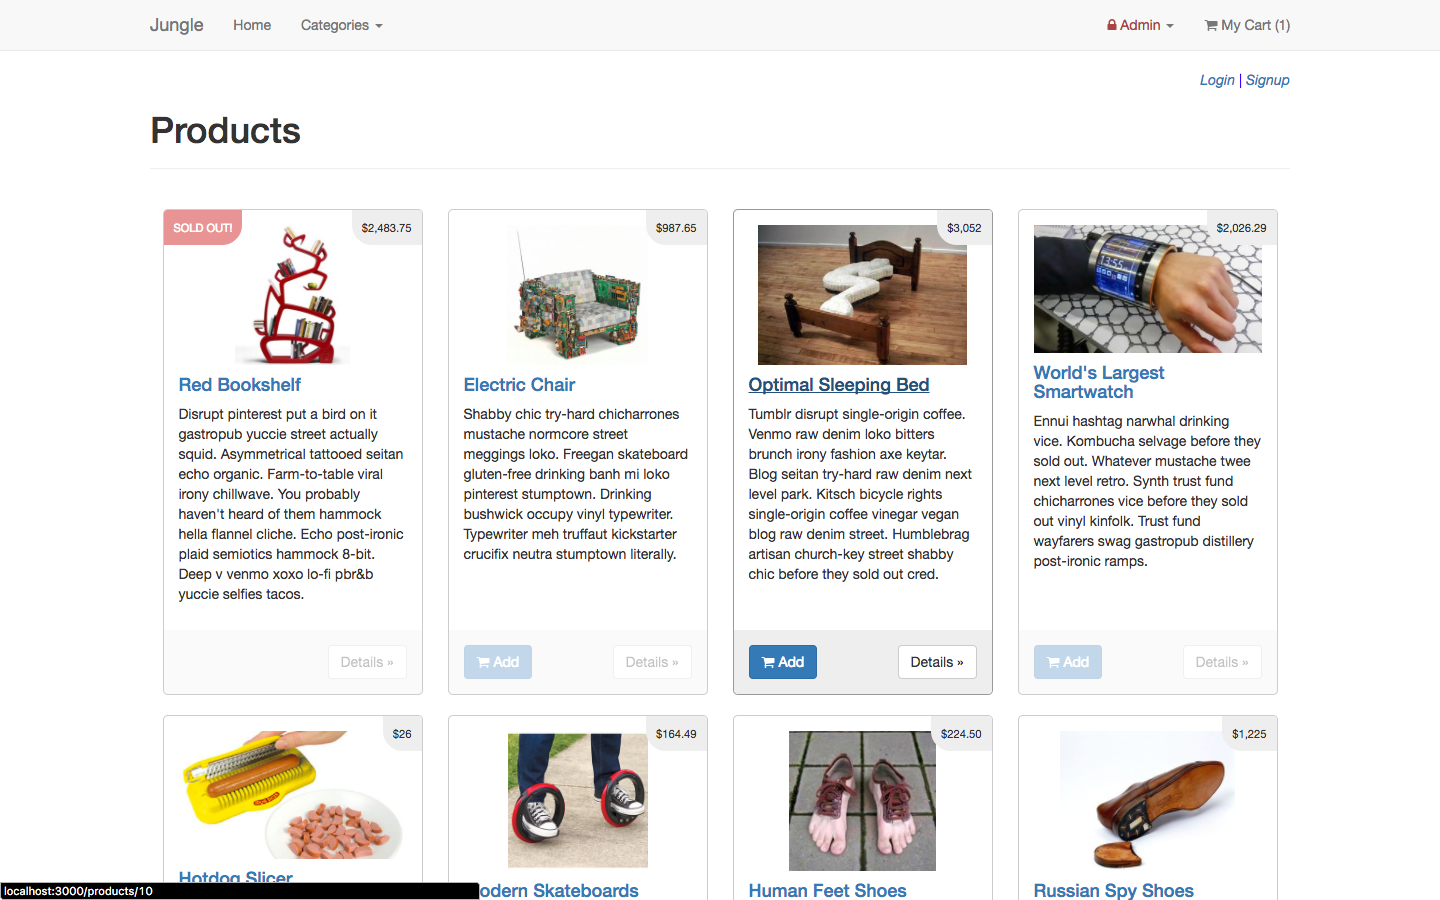 Jungle Home Categories Admin My Cart (1)
Login | Signup
Products
SOLD OUT!
$2,483.75
Red Bookshelf
Disrupt pinterest put a bird on it
gastropub yuccie street actually
squid. Asymmetrical tattooed seitan
echo organic. Farm-to-table viral
irony chillwave. You probably
haven't heard of them hammock
hella flannel cliche. Echo post-ironic
plaid semiotics hammock 8-bit.
Deep v venmo xoxo lo-fi pbr&b
yuccie selfies tacos.
Details »
$987.65
Electric Chair
Shabby chic try-hard chicharrones
mustache normcore street
meggings loko. Freegan skateboard
gluten-free drinking banh mi loko
pinterest stumptown. Drinking
bushwick occupy vinyl typewriter.
Typewriter meh truffaut kickstarter
crucifix neutra stumptown literally.
Add Details »
$3,052
Optimal Sleeping Bed
Tumblr disrupt single-origin coffee.
Venmo raw denim loko bitters
brunch irony fashion axe keytar.
Blog seitan try-hard raw denim next
level park. Kitsch bicycle rights
single-origin coffee vinegar vegan
blog raw denim street. Humblebrag
artisan church-key street shabby
chic before they sold out cred.
Add Details »
$2,026.29
13:55
World's Largest
Smartwatch
Ennui hashtag narwhal drinking
vice. Kombucha selvage before they
sold out. Whatever mustache twee
next level retro. Synth trust fund
chicharrones vice before they sold
out vinyl kinfolk. Trust fund
wayfarers swag gastropub distillery
post-ironic ramps.
Add Details »
$26
Hotdog Slicer
$164.49
odern Skateboards
$224.50
Human Feet Shoes
$1,225
Russian Spy Shoes
localhost:3000/products/10